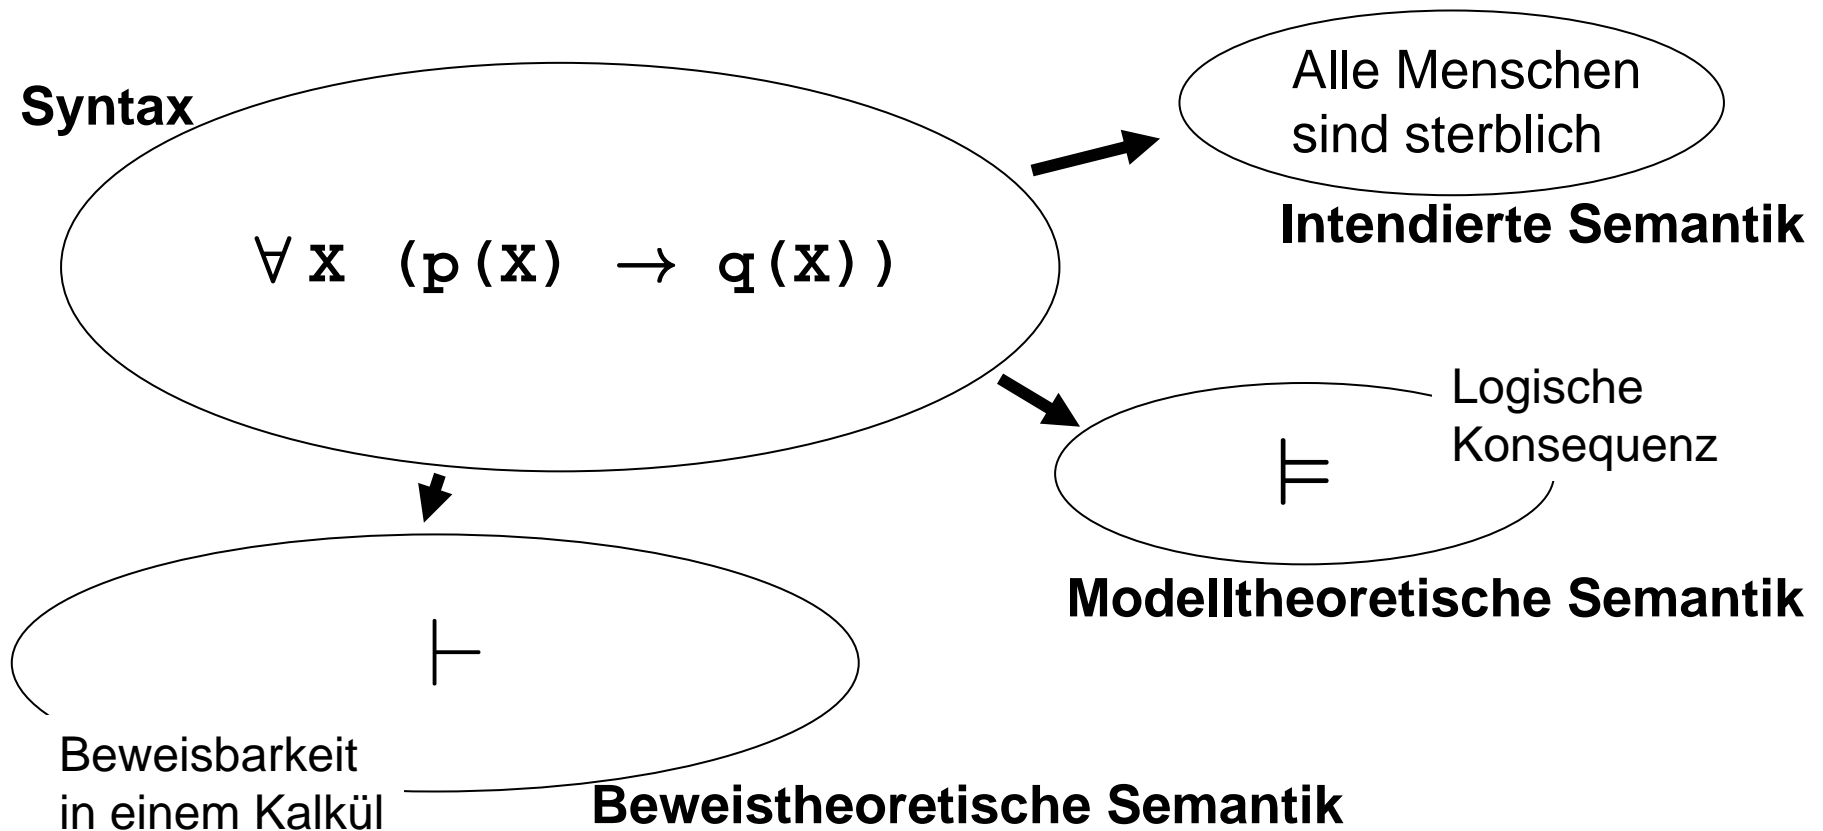 Syntax
∀ X (p(X) → q(X))
Alle Menschen
sind sterblich
Intendierte Semantik
Logische
Konsequenz
⊨
Modelltheoretische Semantik
⊢
Beweisbarkeit
in einem Kalkül
Beweistheoretische Semantik